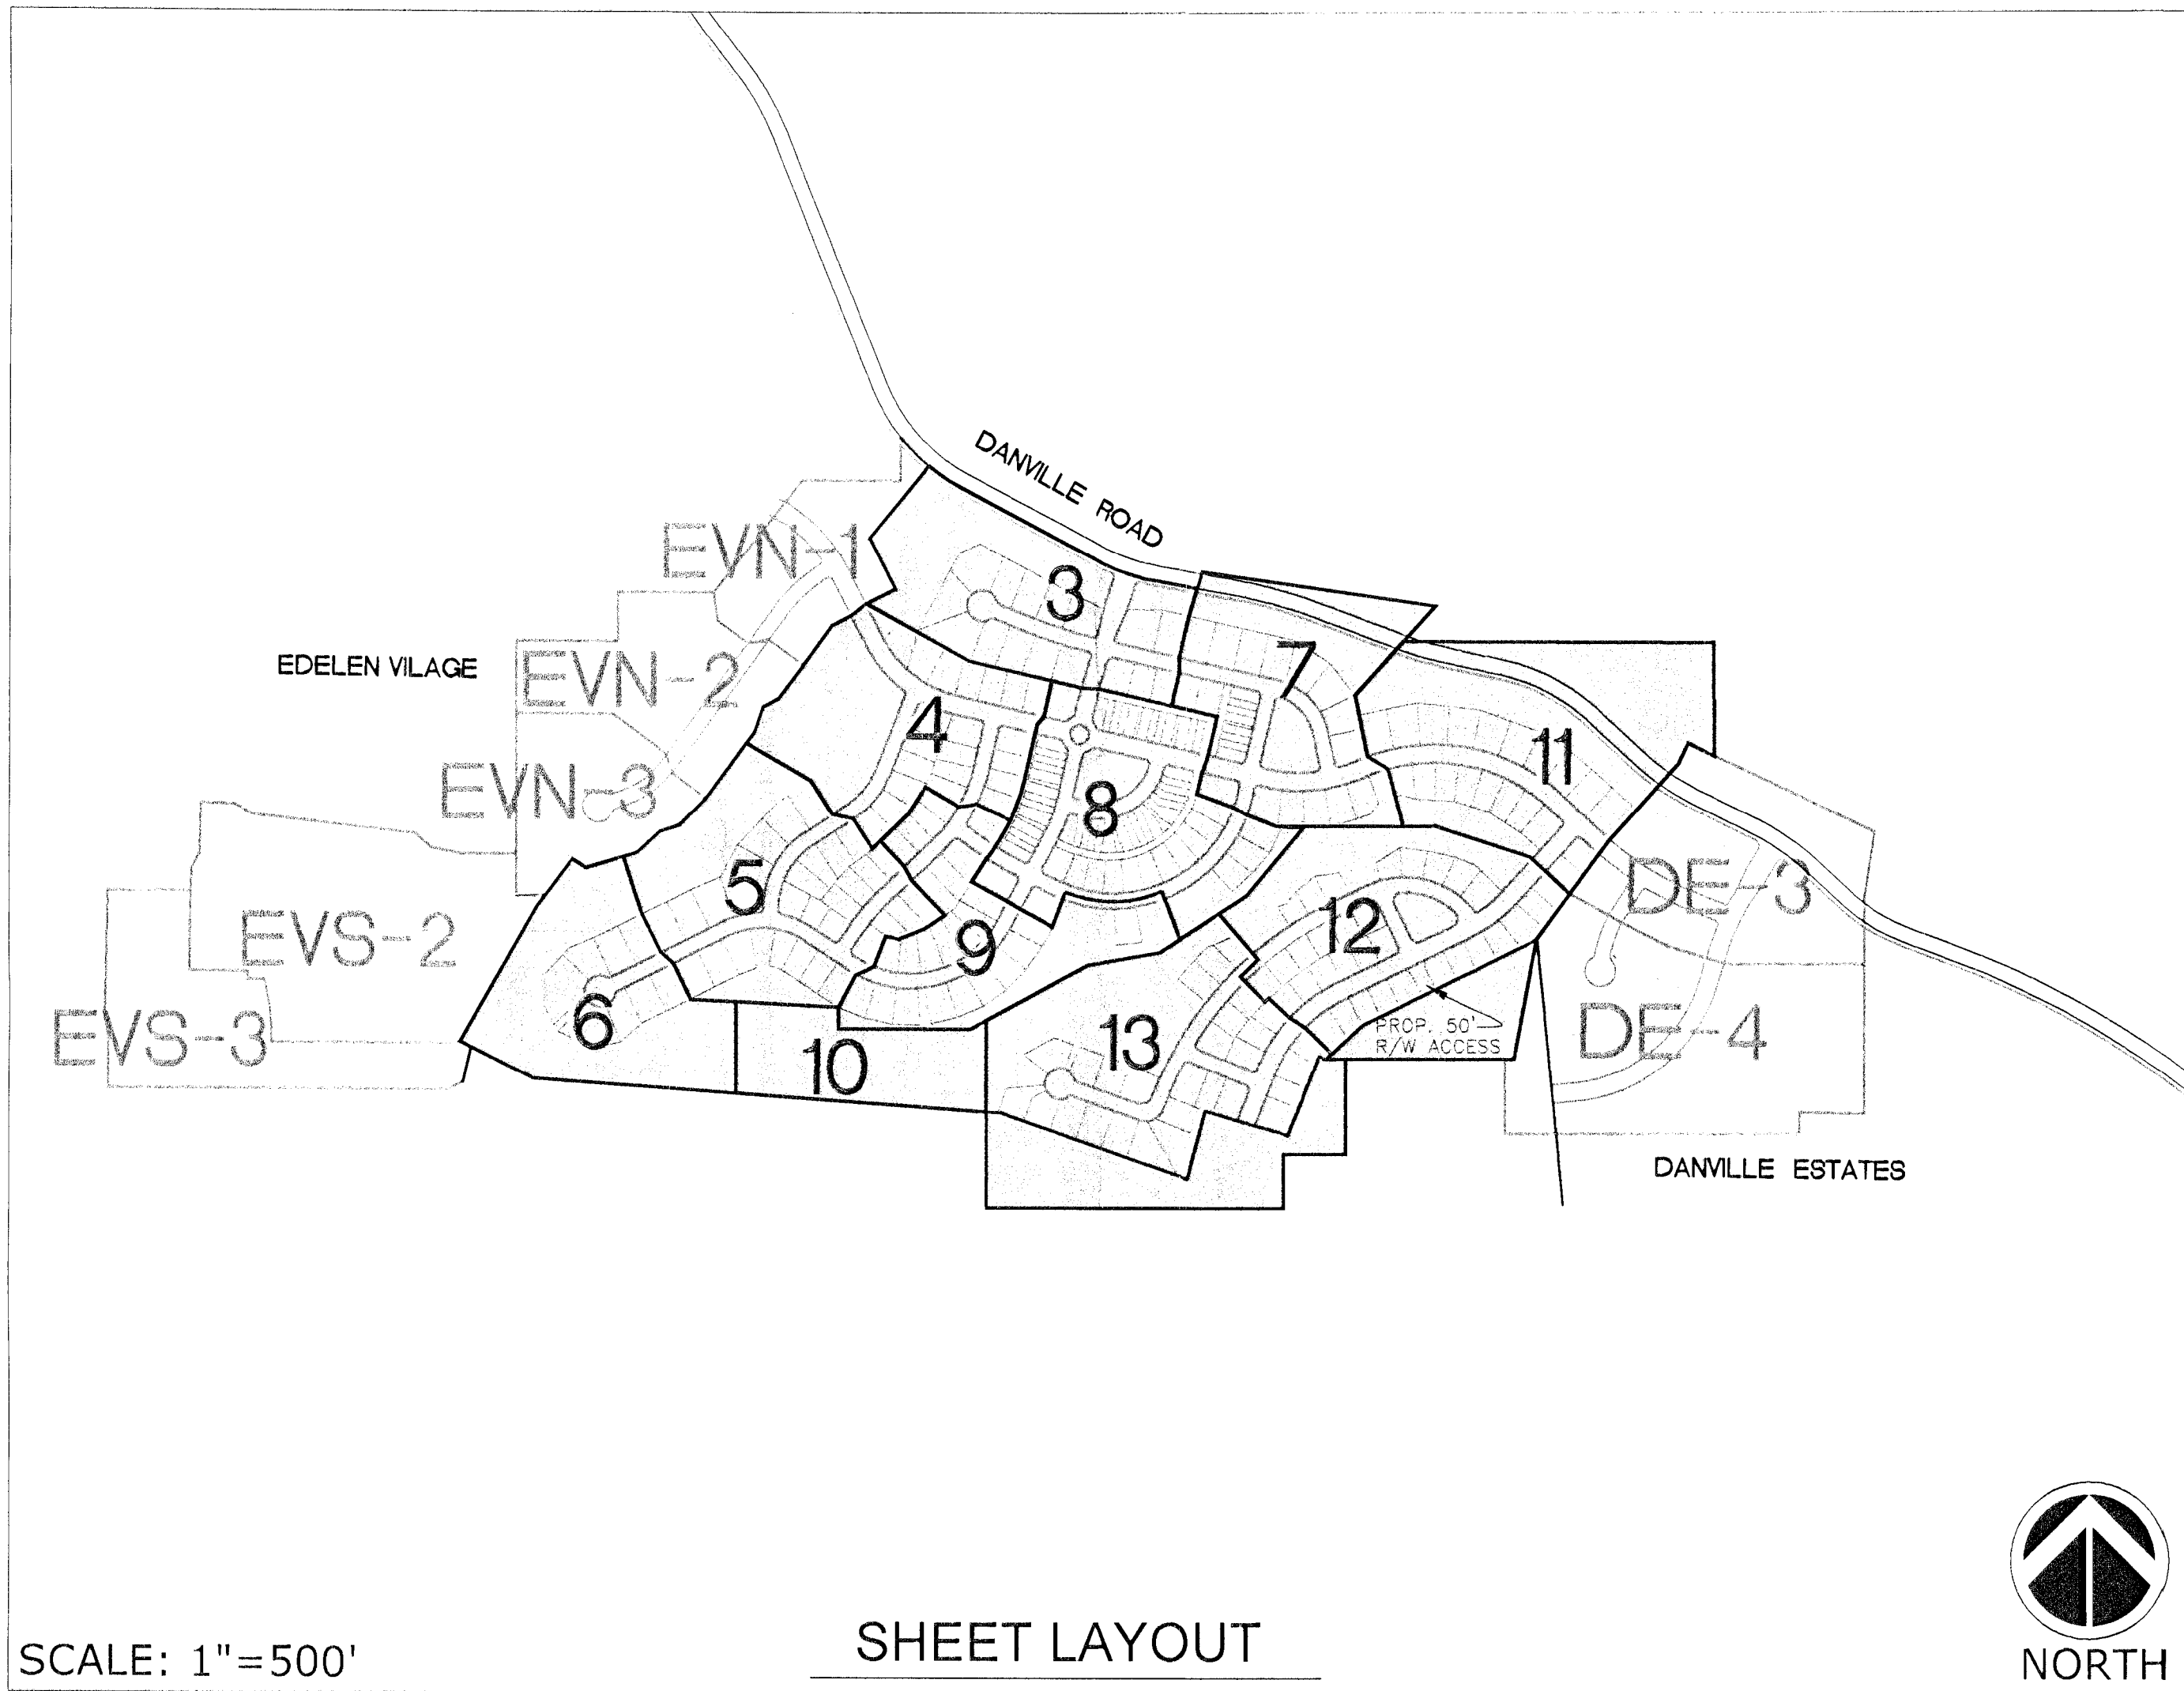 DANVILLE ROAD
EVN-1
3
EDELEN VILAGE
EVN-2
7
4
11
EVN-3
8
5
DE-3
EVS-2
12
9
6
EVS-3
10
13
PROP. 50'
R/W ACCESS
DE-4
DANVILLE ESTATES
SCALE: 1"=500'
SHEET LAYOUT
NORTH